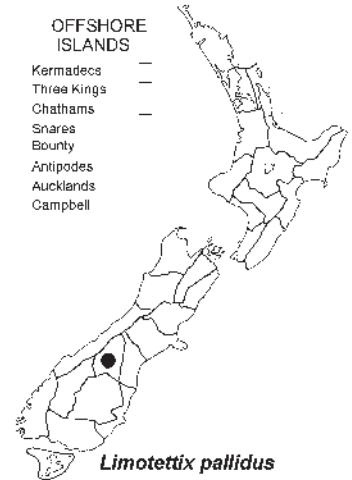 OFFSHORE
ISLANDS
Kermadecs —
Three Kings —
Chathams —
Snares
Bounty
Antipodes
Aucklands
Campbell
Limotettix pallidus